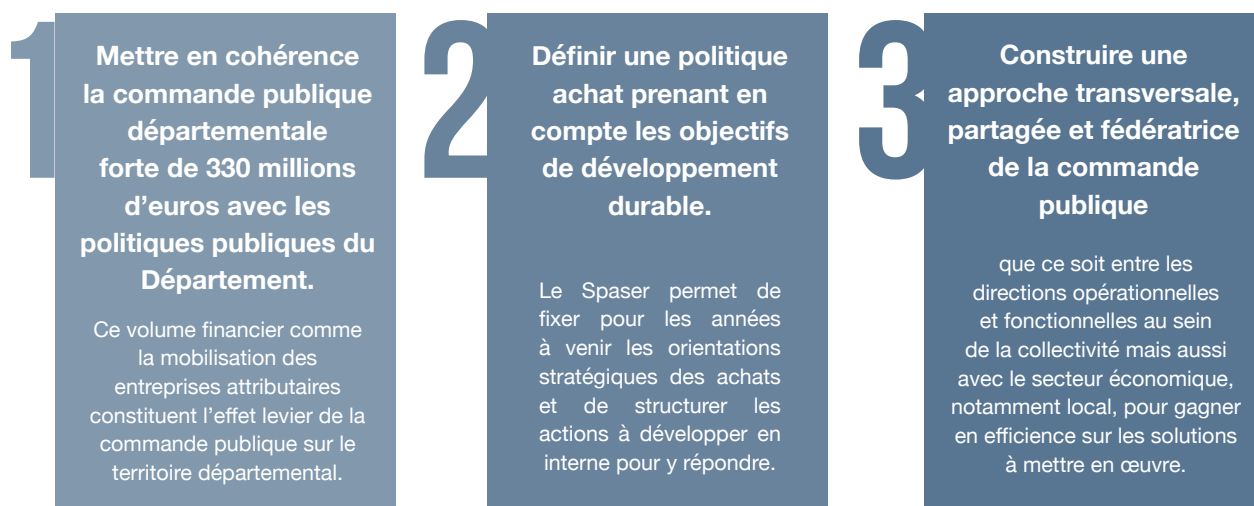 1
Mettre en cohérence
la commande publique
départementale
forte de 330 millions
d’euros avec les
politiques publiques du
Département.
Ce volume financier comme
la mobilisation des
entreprises attributaires
constituent l’effet levier de la
commande publique sur le
territoire départemental.
2
Définir une politique
achat prenant en
compte les objectifs
de développement
durable.
Le Spaser permet de
fixer pour les années
à venir les orientations
stratégiques des achats
et de structurer les
actions à développer en
interne pour y répondre.
3
Construire une
approche transversale,
partagée et fédératrice
de la commande
publique
que ce soit entre les
directions opérationnelles
et fonctionnelles au sein
de la collectivité mais aussi
avec le secteur économique,
notamment local, pour gagner
en efficience sur les solutions
à mettre en œuvre.